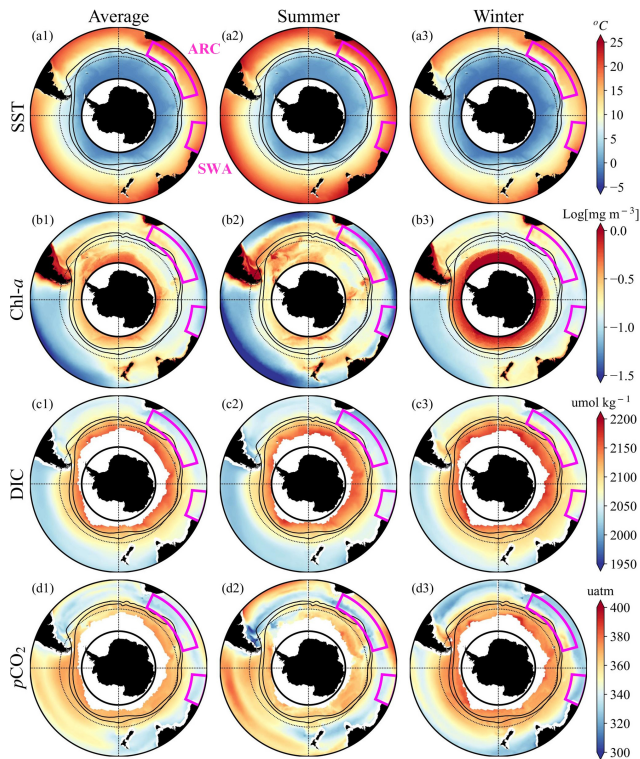 Average Summer Winter
(a1) (a2) (a3) °C
ARC
SST
SWA
25
20
15
10
5
0
−5
(b1) (b2) (b3) Log[mg m⁻³]
Chl-a
0.0
−0.5
−1.0
−1.5
(c1) (c2) (c3) umol kg⁻¹
DIC
2200
2150
2100
2050
2000
1950
(d1) (d2) (d3) uatm
pCO₂
400
380
360
340
320
300